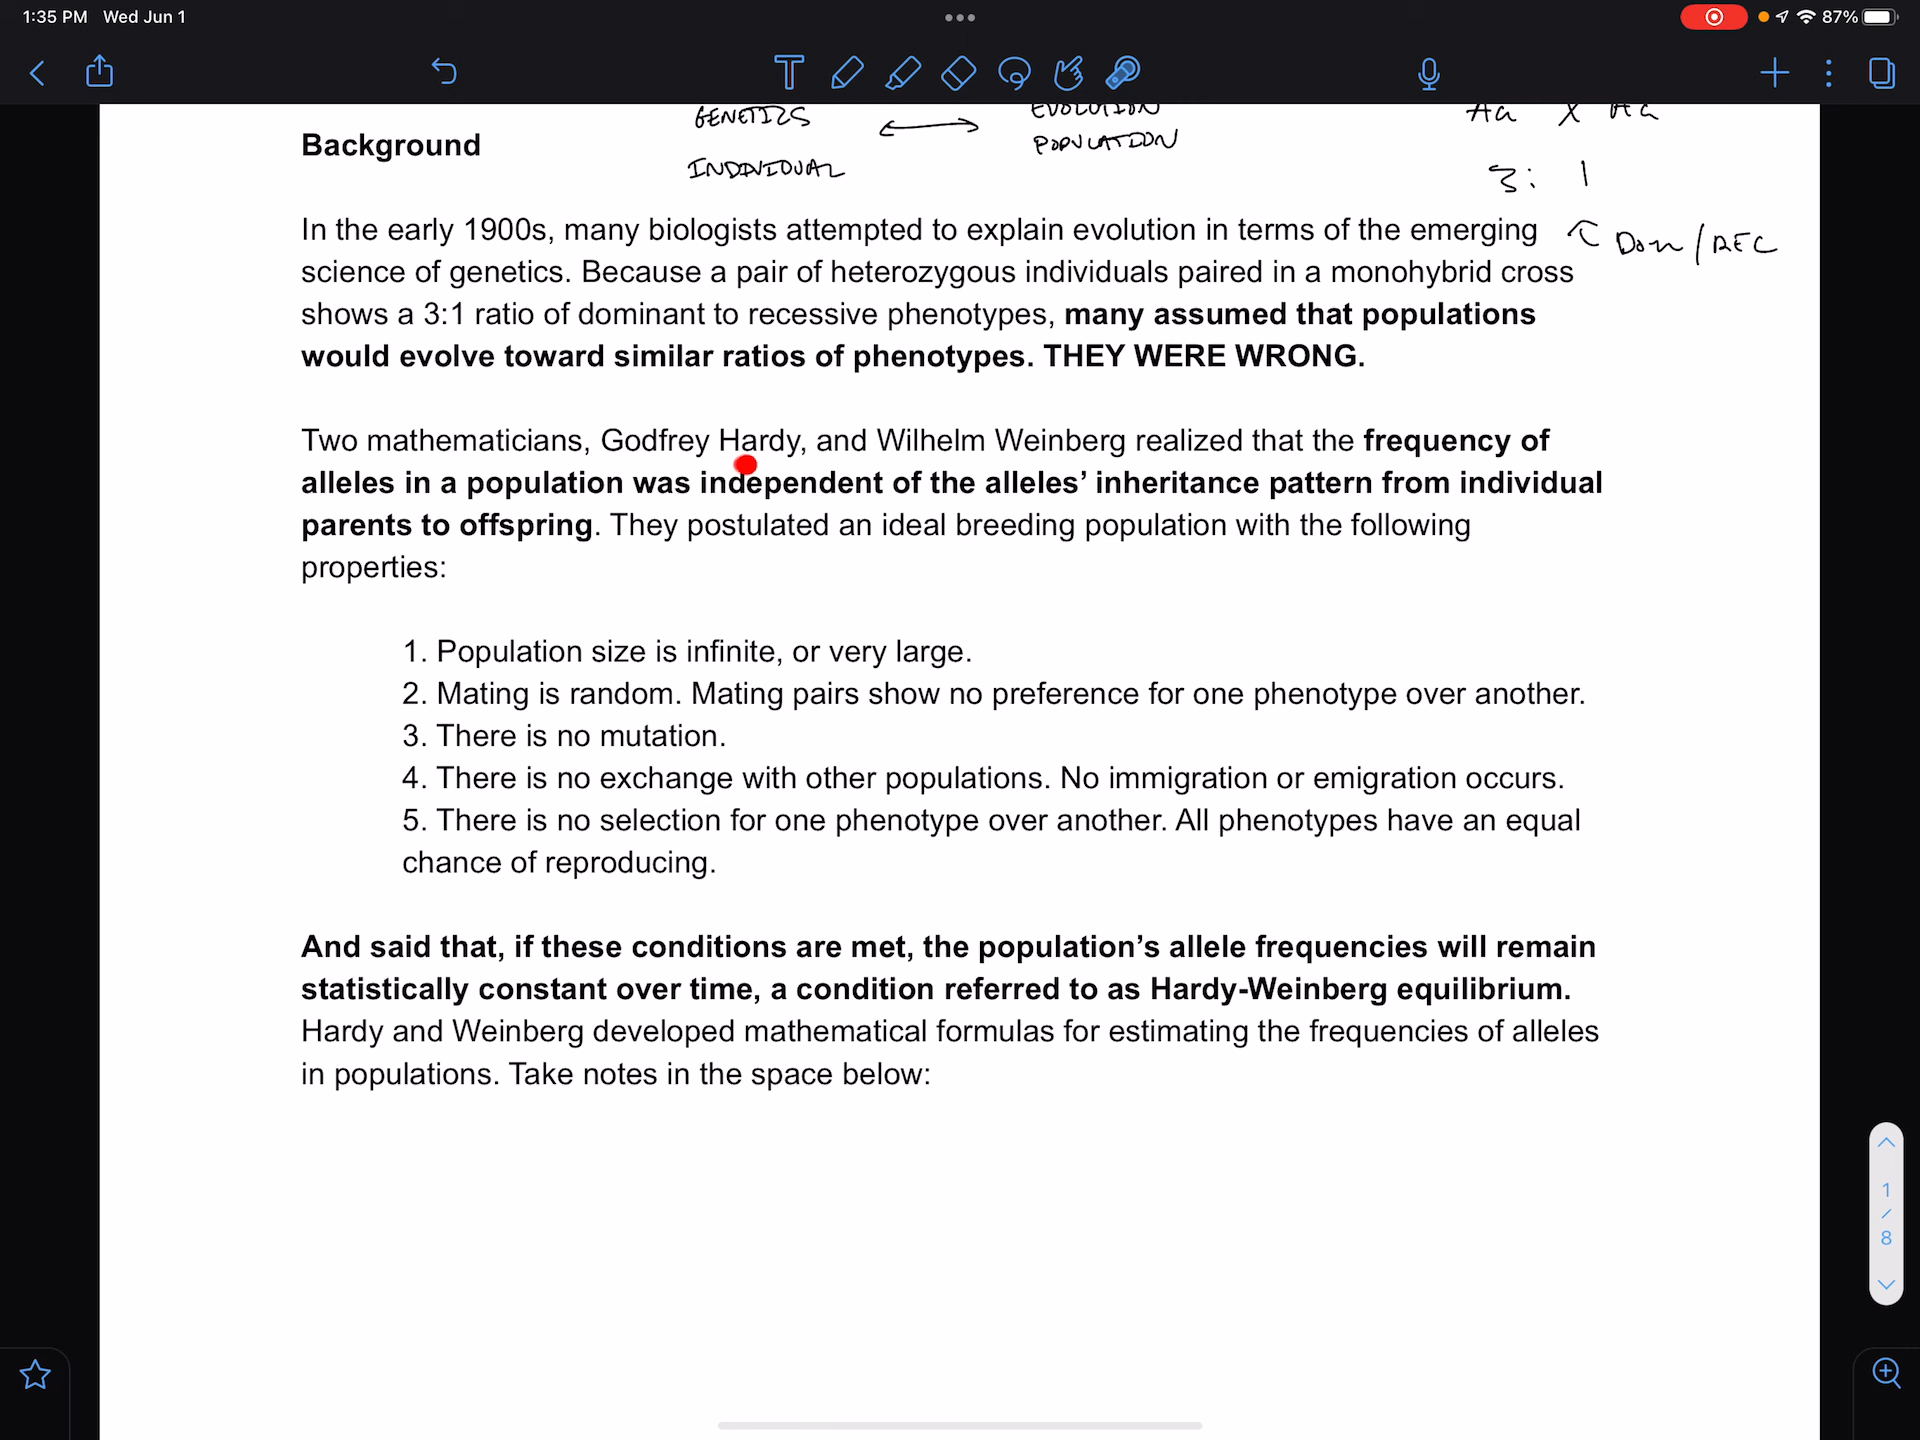 1:35 PM Wed Jun 1
87%
GENETICS
EVOLUTION
Aa X Aa
Background
POPULATION
INDIVIDUAL
3: 1
In the early 1900s, many biologists attempted to explain evolution in terms of the emerging
Dom/REC
science of genetics. Because a pair of heterozygous individuals paired in a monohybrid cross
shows a 3:1 ratio of dominant to recessive phenotypes, many assumed that populations
would evolve toward similar ratios of phenotypes. THEY WERE WRONG.
Two mathematicians, Godfrey Hardy, and Wilhelm Weinberg realized that the frequency of
alleles in a population was independent of the alleles’ inheritance pattern from individual
parents to offspring. They postulated an ideal breeding population with the following
properties:
1. Population size is infinite, or very large.
2. Mating is random. Mating pairs show no preference for one phenotype over another.
3. There is no mutation.
4. There is no exchange with other populations. No immigration or emigration occurs.
5. There is no selection for one phenotype over another. All phenotypes have an equal
chance of reproducing.
And said that, if these conditions are met, the population’s allele frequencies will remain
statistically constant over time, a condition referred to as Hardy-Weinberg equilibrium.
Hardy and Weinberg developed mathematical formulas for estimating the frequencies of alleles
in populations. Take notes in the space below:
1
/
8